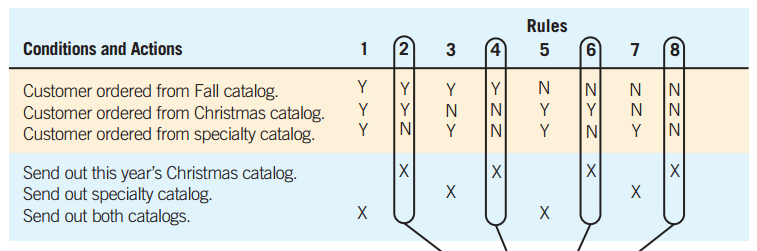 Rules
Conditions and Actions 1 2 3 4 5 6 7 8
Customer ordered from Fall catalog. Y Y Y Y N N N N
Customer ordered from Christmas catalog. Y Y N N Y Y N N
Customer ordered from specialty catalog. Y N Y N Y N Y N
Send out this year's Christmas catalog. X X X X
Send out specialty catalog. X X
Send out both catalogs. X X